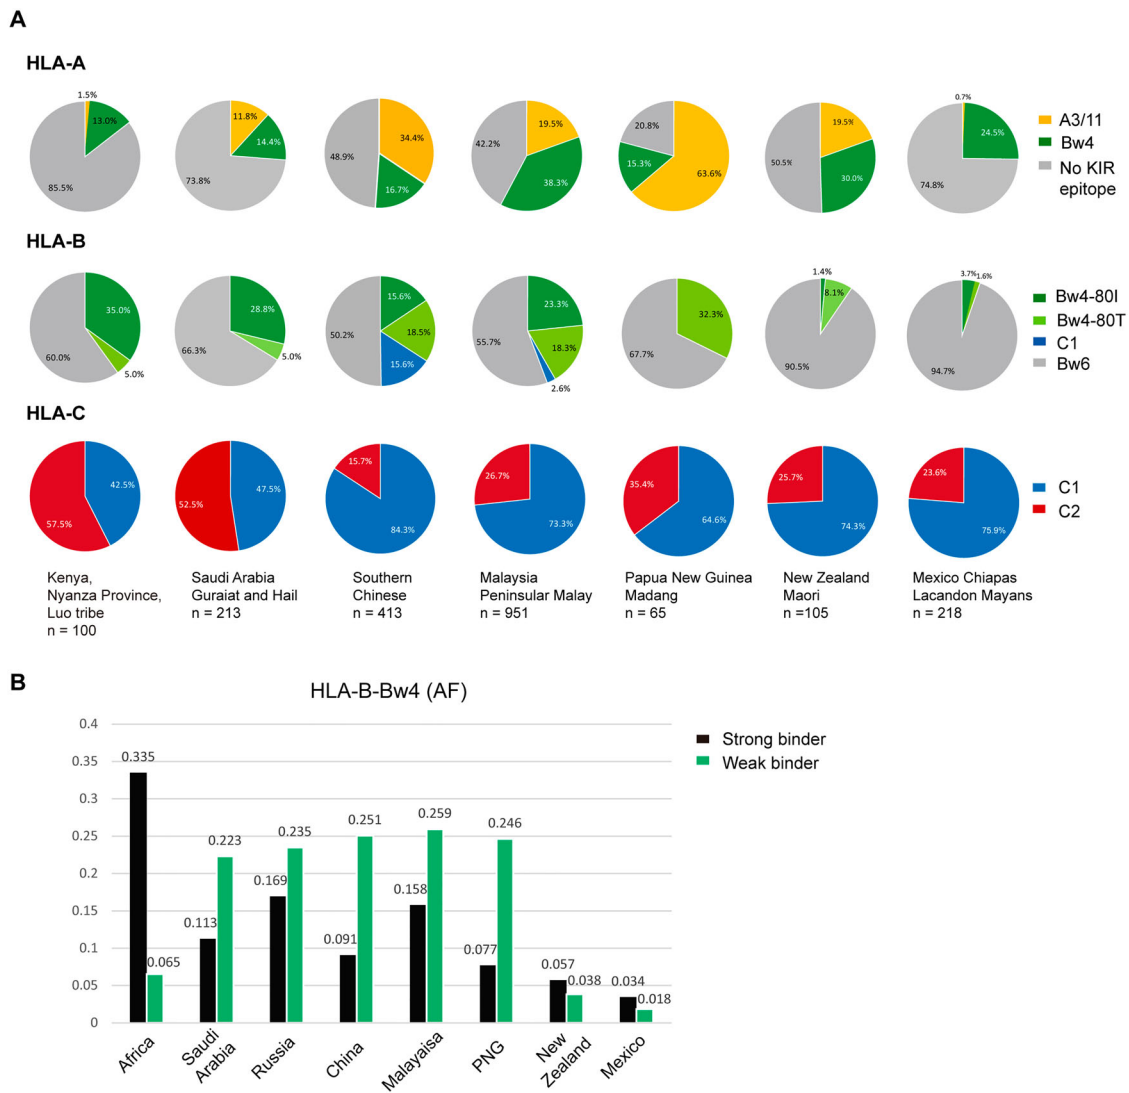 A
HLA-A
1.5%
13.0%
85.5%
11.8%
14.4%
73.8%
34.4%
16.7%
48.9%
19.5%
38.3%
42.2%
20.8%
15.3%
63.6%
19.5%
30.0%
50.5%
0.7%
24.5%
74.8%
A3/11
Bw4
No KIR
epitope
HLA-B
35.0%
5.0%
60.0%
28.8%
5.0%
66.3%
15.6%
18.5%
15.6%
50.2%
23.3%
18.3%
2.6%
55.7%
32.3%
67.7%
1.4%
8.1%
90.5%
3.7%
1.6%
94.7%
Bw4-80I
Bw4-80T
C1
Bw6
HLA-C
42.5%
57.5%
47.5%
52.5%
15.7%
84.3%
26.7%
73.3%
35.4%
64.6%
25.7%
74.3%
23.6%
75.9%
C1
C2
Kenya,
Nyanza Province,
Luo tribe
n = 100
Saudi Arabia
Guraiat and Hail
n = 213
Southern
Chinese
n = 413
Malaysia
Peninsular Malay
n = 951
Papua New Guinea
Madang
n = 65
New Zealand
Maori
n =105
Mexico Chiapas
Lacandon Mayans
n = 218
B
HLA-B-Bw4 (AF)
Strong binder
Weak binder
0.4
0.35
0.3
0.25
0.2
0.15
0.1
0.05
0
0.335
0.065
0.113
0.223
0.169
0.235
0.091
0.251
0.158
0.259
0.077
0.246
0.057
0.038
0.034
0.018
Africa
Saudi
Arabia
Russia
China
Malayaisa
PNG
New
Zealand
Mexico